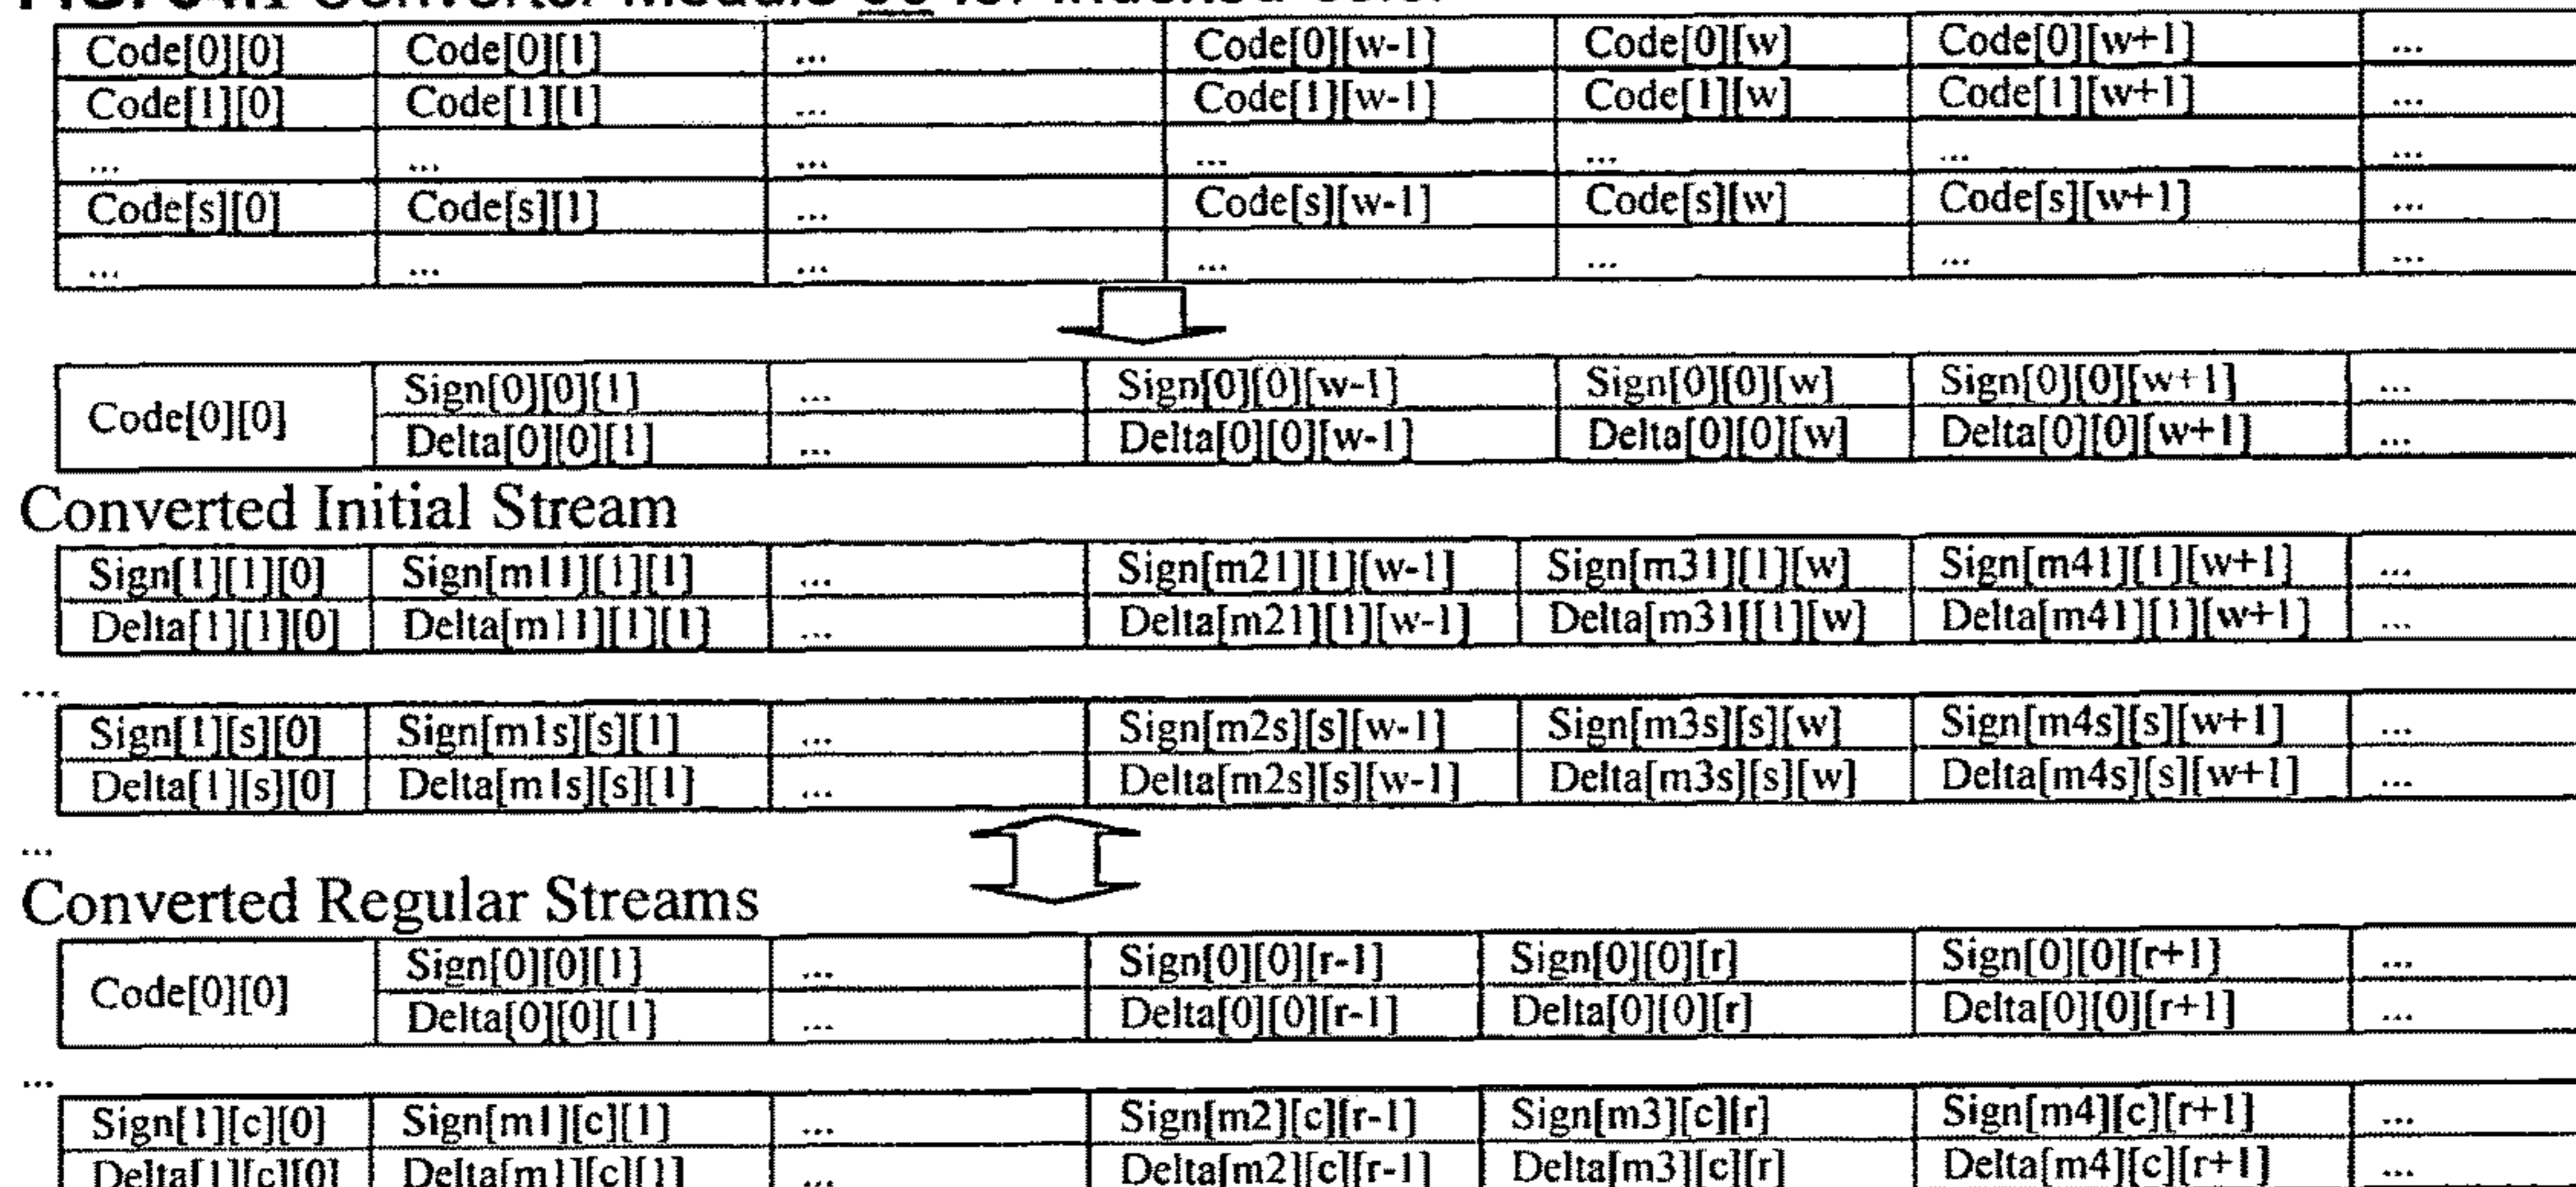 Code[0][0] Code[0][1] ... Code[0][w-1] Code[0][w] Code[0][w+1] ...
Code[1][0] Code[1][1] ... Code[1][w-1] Code[1][w] Code[1][w+1] ...
... ... ... ... ... ... ...
Code[s][0] Code[s][1] ... Code[s][w-1] Code[s][w] Code[s][w+1] ...
... ... ... ... ... ... ...
Code[0][0] Sign[0][0][1] ... Sign[0][0][w-1] Sign[0][0][w] Sign[0][0][w+1] ...
Delta[0][0][1] ... Delta[0][0][w-1] Delta[0][0][w] Delta[0][0][w+1] ...
Converted Initial Stream
Sign[1][1][0] Sign[m11][1][1] ... Sign[m21][1][w-1] Sign[m31][1][w] Sign[m41][1][w+1] ...
Delta[1][1][0] Delta[m11][1][1] ... Delta[m21][1][w-1] Delta[m31[[1][w] Delta[m41][1][w+1] ...
...
Sign[1][s][0] Sign[m1s][s][1] ... Sign[m2s][s][w-1] Sign[m3s][s][w] Sign[m4s][s][w+1] ...
Delta[1][s][0] Delta[m1s][s][1] ... Delta[m2s][s][w-1] Delta[m3s][s][w] Delta[m4s][s][w+1] ...
...
Converted Regular Streams
Code[0][0] Sign[0][0][1] ... Sign[0][0][r-1] Sign[0][0][r] Sign[0][0][r+1] ...
Delta[0][0][1] ... Delta[0][0][r-1] Delta[0][0][r] Delta[0][0][r+1] ...
...
Sign[1][c][0] Sign[m1][c][1] ... Sign[m2][c][r-1] Sign[m3][c][r] Sign[m4][c][r+1] ...
Delta[1][c][0] Delta[m1][c][1] ... Delta[m2][c][r-1] Delta[m3][c][r] Delta[m4][c][r+1] ...